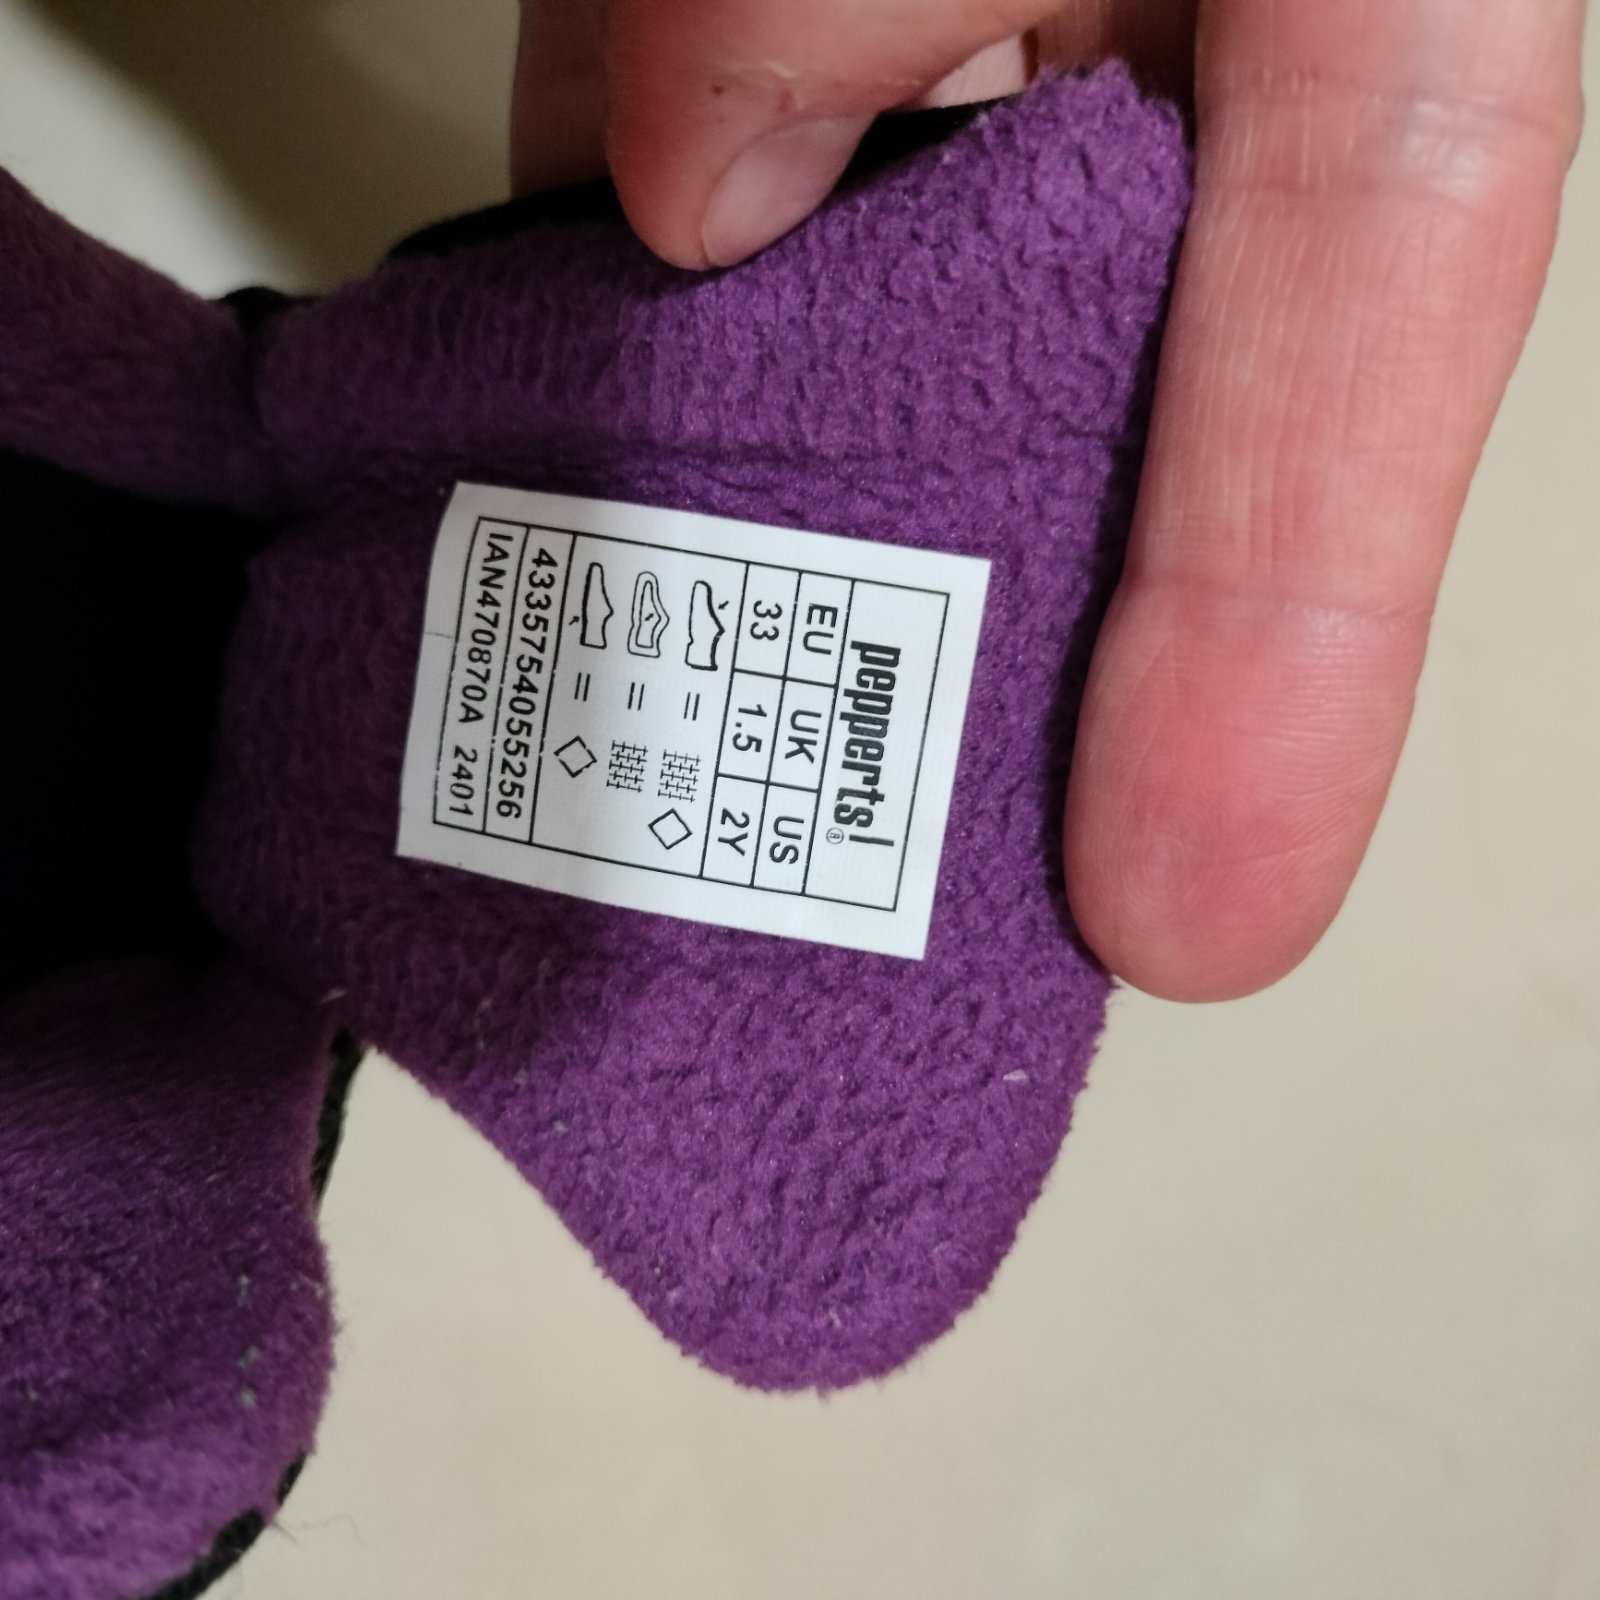 pepperts!®
EU UK US
33 1.5 2Y
= 
=
=
4335754055256
IAN470870A 2401